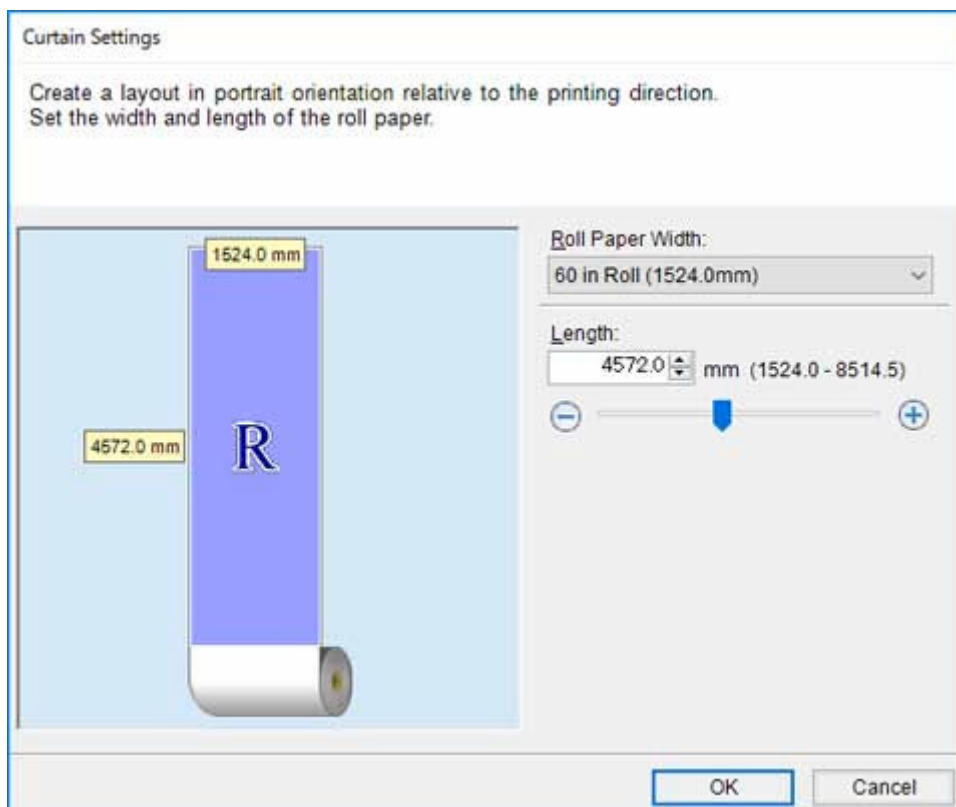 Curtain Settings
Create a layout in portrait orientation relative to the printing direction.
Set the width and length of the roll paper.
1524.0 mm
4572.0 mm
R
Roll Paper Width:
60 in Roll (1524.0mm)
Length:
4572.0 mm (1524.0 - 8514.5)
OK Cancel